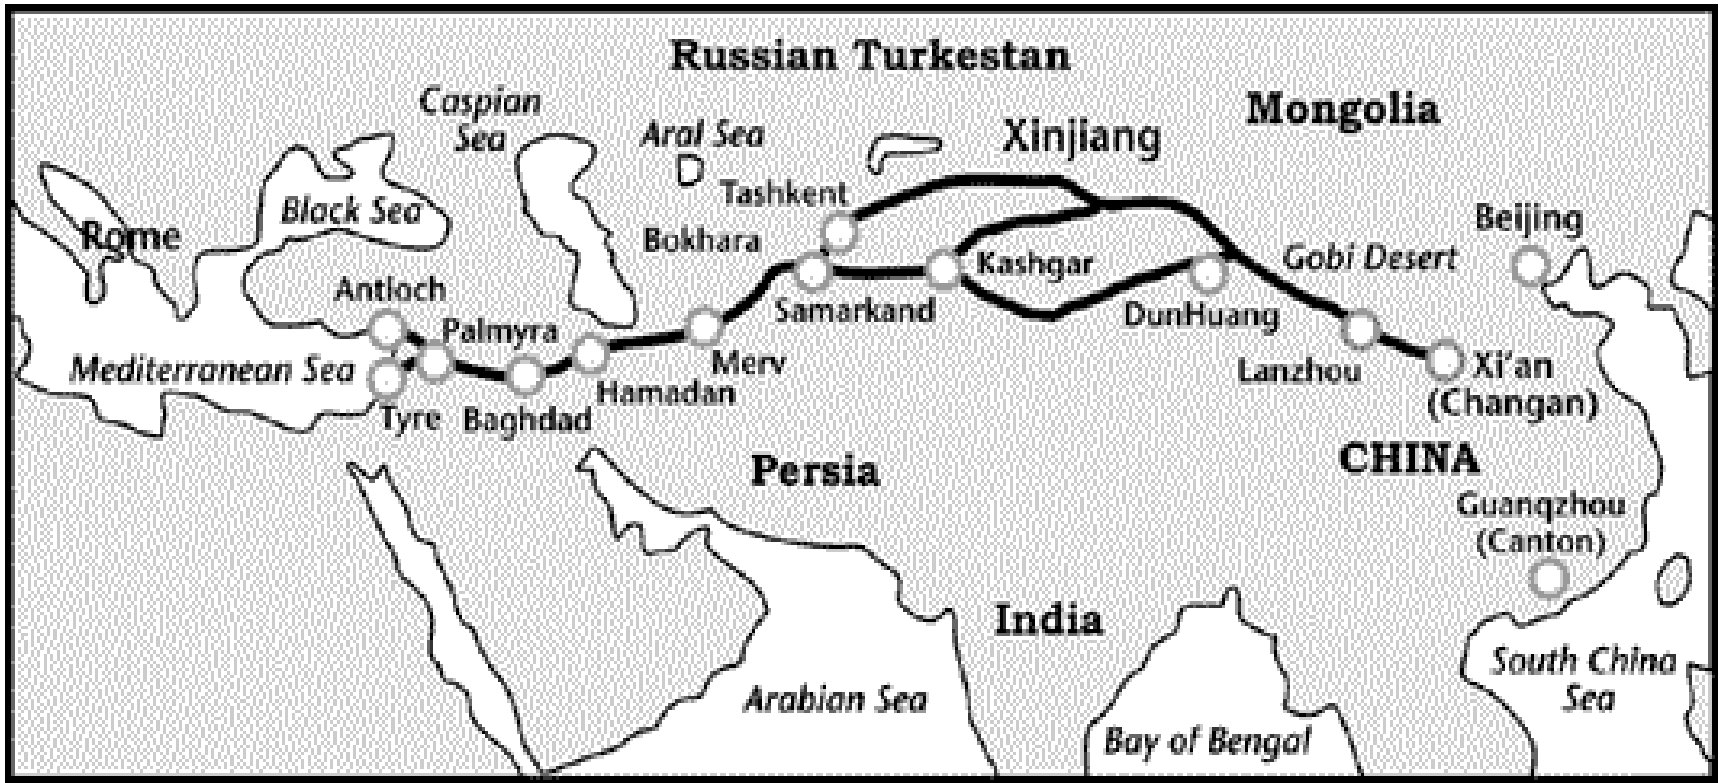 Russian Turkestan
Caspian
Sea
Aral Sea
Xinjiang
Mongolia
Tashkent
Black Sea
Rome
Bokhara
Beijing
Kashgar
Gobi Desert
Antioch
Palmyra
Samarkand
DunHuang
Mediterranean Sea
Merv
Hamadan
Lanzhou
Xi'an
(Changan)
Tyre
Baghdad
Persia
CHINA
Guanqzhou
(Canton)
India
South China
Sea
Arabian Sea
Bay of Bengal